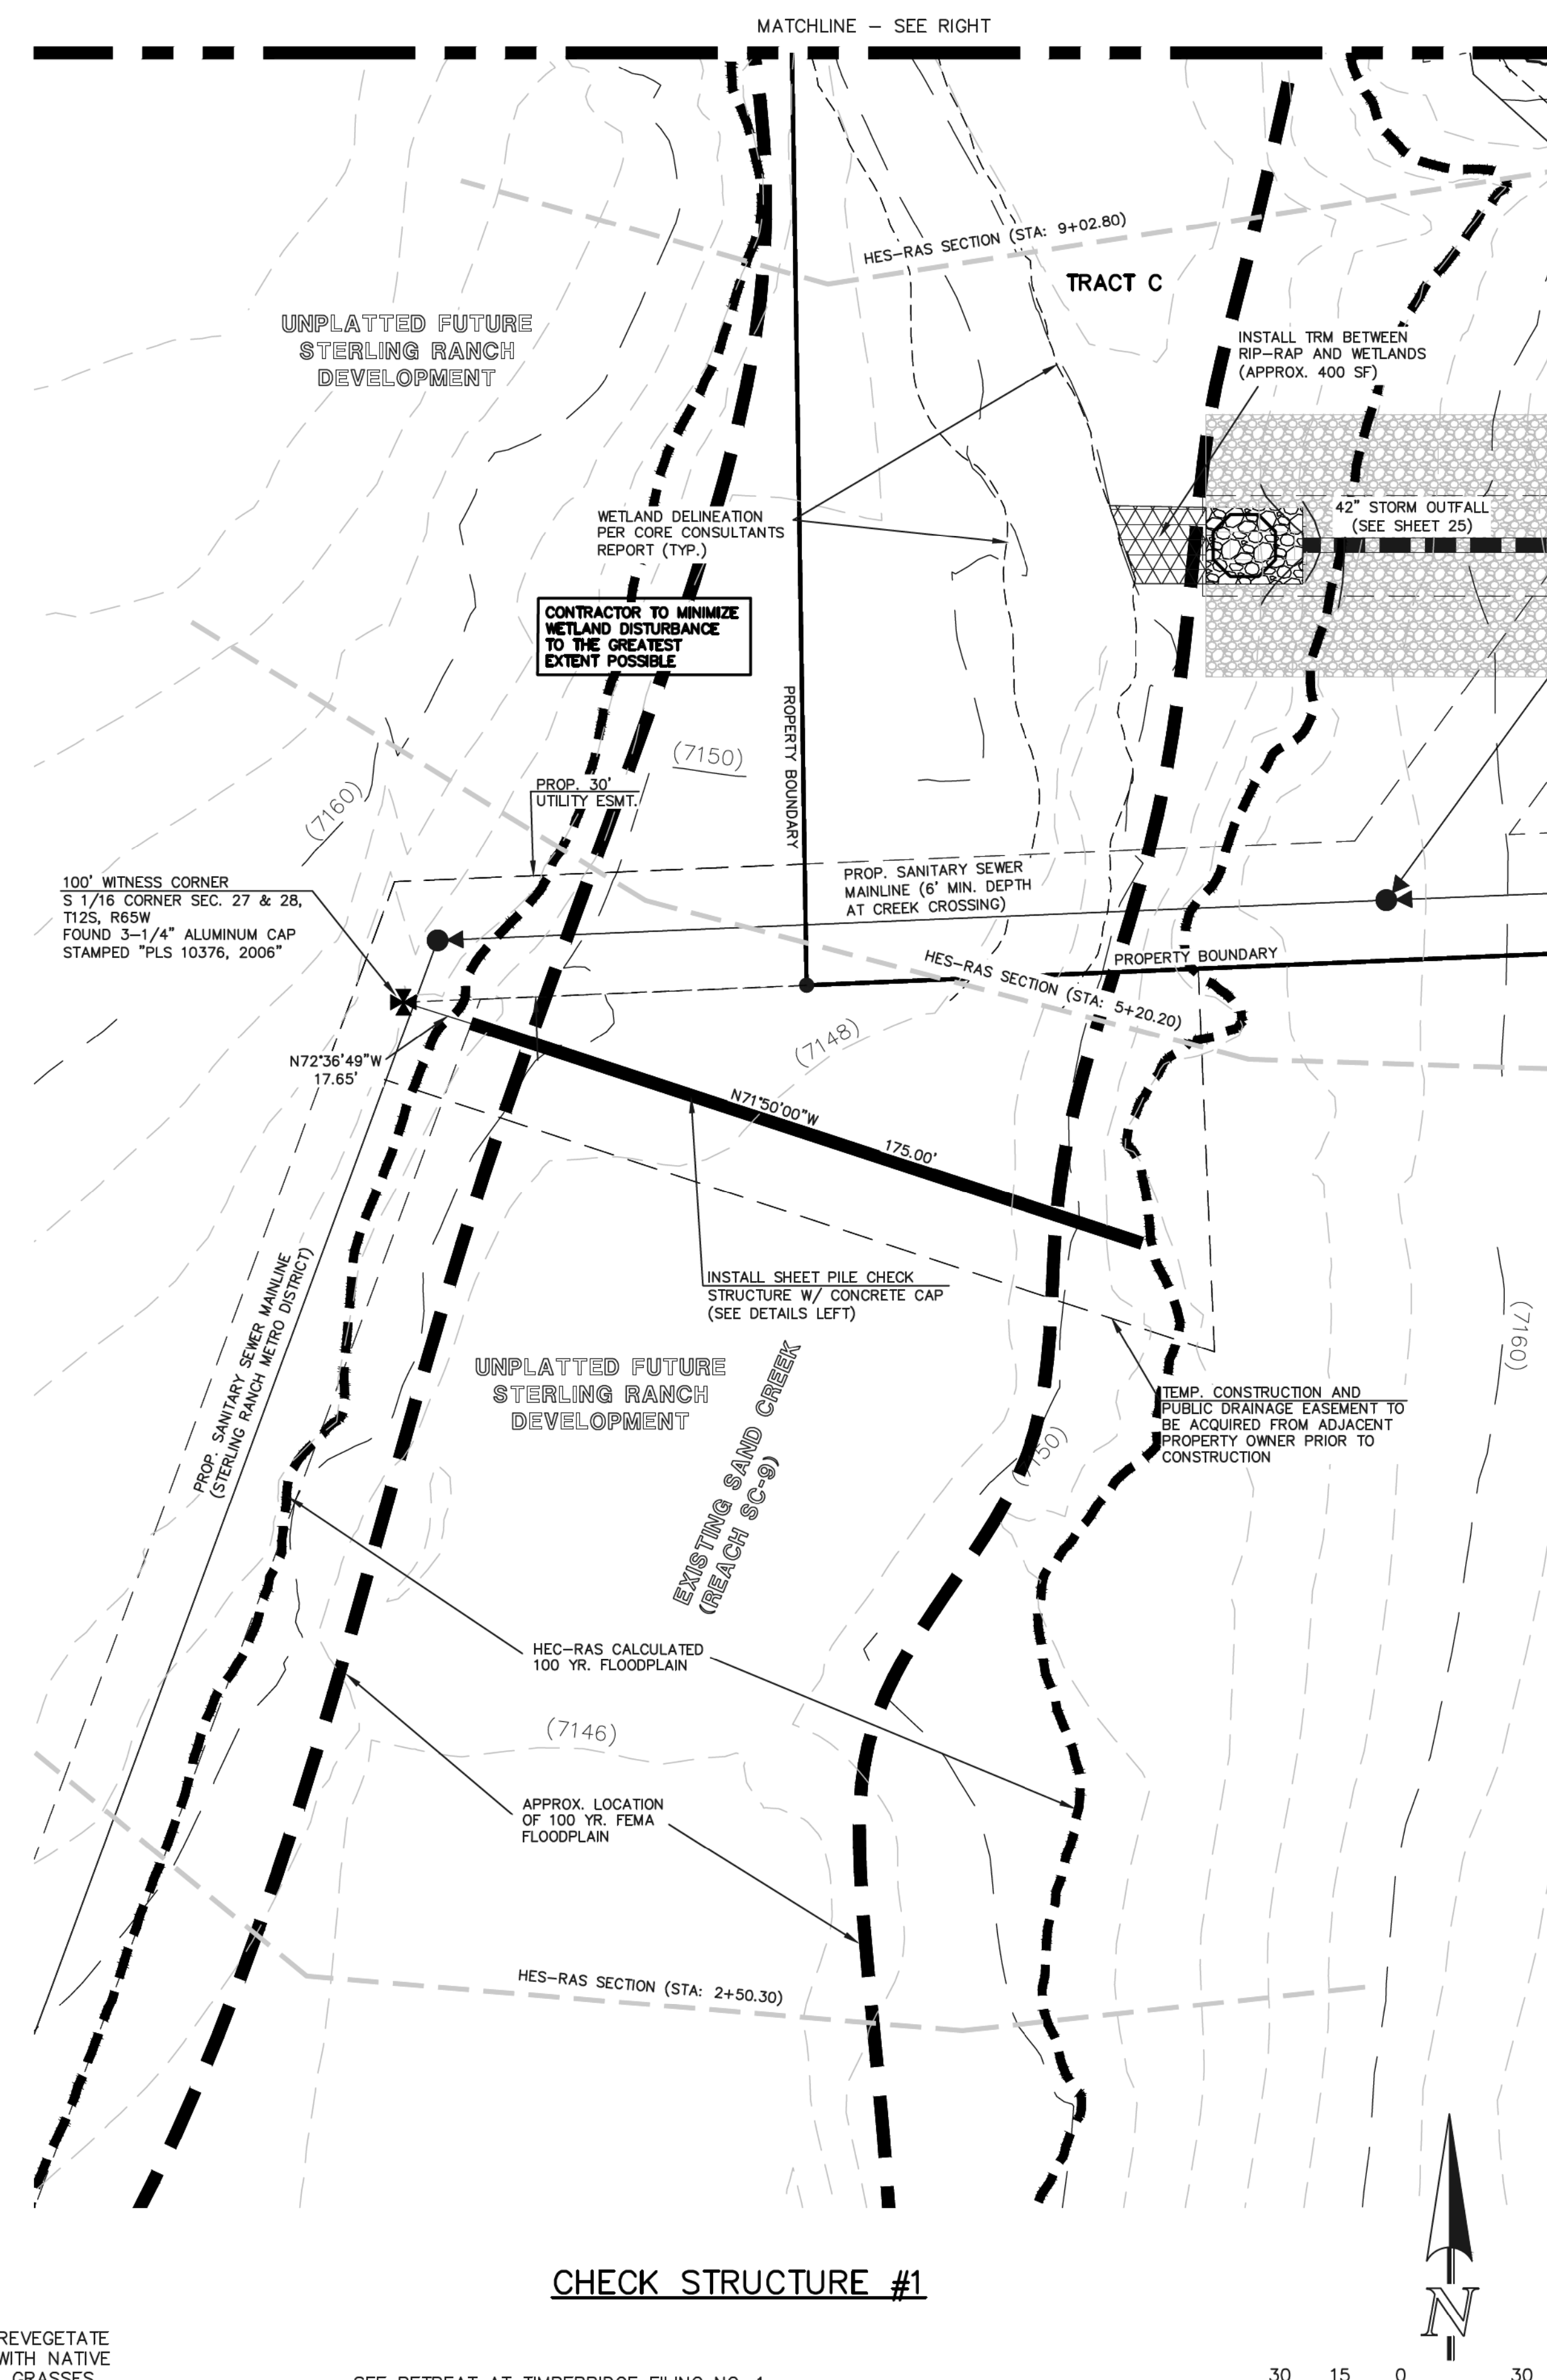 MATCHLINE – SEE RIGHT
HES–RAS SECTION (STA: 9+02.80)
TRACT C
UNPLATTED FUTURE
STERLING RANCH
DEVELOPMENT
INSTALL TRM BETWEEN
RIP–RAP AND WETLANDS
(APPROX. 400 SF)
42" STORM OUTFALL
(SEE SHEET 25)
WETLAND DELINEATION
PER CORE CONSULTANTS
REPORT (TYP.)
CONTRACTOR TO MINIMIZE
WETLAND DISTURBANCE
TO THE GREATEST
EXTENT POSSIBLE
PROPERTY BOUNDARY
(7150)
(7160)
PROP. 30'
UTILITY ESMT.
100' WITNESS CORNER
S 1/16 CORNER SEC. 27 & 28,
T12S, R65W
FOUND 3–1/4" ALUMINUM CAP
STAMPED "PLS 10376, 2006"
PROP. SANITARY SEWER
MAINLINE (6' MIN. DEPTH
AT CREEK CROSSING)
PROPERTY BOUNDARY
HES–RAS SECTION (STA: 5+20.20)
(7148)
N72°36'49"W
17.65'
N71°50'00"W
175.00'
INSTALL SHEET PILE CHECK
STRUCTURE W/ CONCRETE CAP
(SEE DETAILS LEFT)
PROP. SANITARY SEWER MAINLINE
(STERLING RANCH METRO DISTRICT)
UNPLATTED FUTURE
STERLING RANCH
DEVELOPMENT
EXISTING SAND CREEK
(REACH SC-9)
(7160)
TEMP. CONSTRUCTION AND
PUBLIC DRAINAGE EASEMENT TO
BE ACQUIRED FROM ADJACENT
PROPERTY OWNER PRIOR TO
CONSTRUCTION
(7150)
HEC–RAS CALCULATED
100 YR. FLOODPLAIN
(7146)
APPROX. LOCATION
OF 100 YR. FEMA
FLOODPLAIN
HES–RAS SECTION (STA: 2+50.30)
CHECK STRUCTURE #1
N
REVEGETATE
WITH NATIVE
GRASSES
SEE RETREAT AT TIMBERRIDGE FILING NO. 1
30 15 0 30